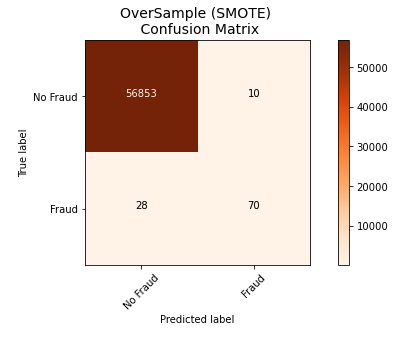 OverSample (SMOTE)
Confusion Matrix
No Fraud
56853
10
Fraud
28
70
No Fraud
Fraud
True label
Predicted label
50000
40000
30000
20000
10000